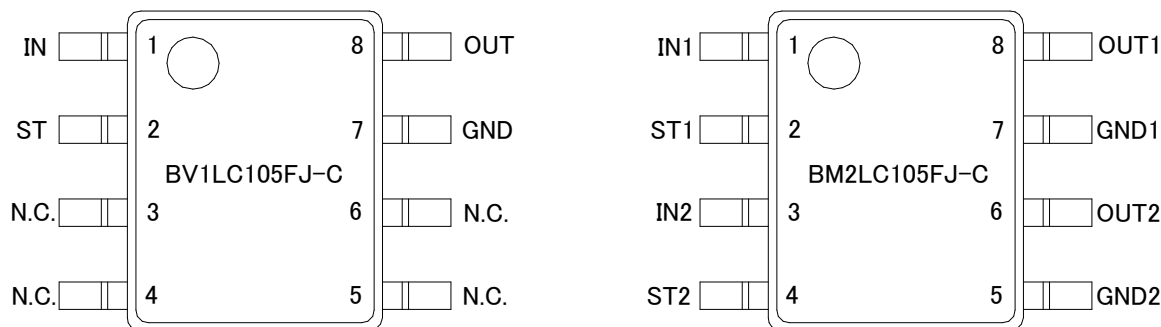 IN 1 8 OUT
ST 2 7 GND
BV1LC105FJ-C
N.C. 3 6 N.C.
N.C. 4 5 N.C.
IN1 1 8 OUT1
ST1 2 7 GND1
BM2LC105FJ-C
IN2 3 6 OUT2
ST2 4 5 GND2